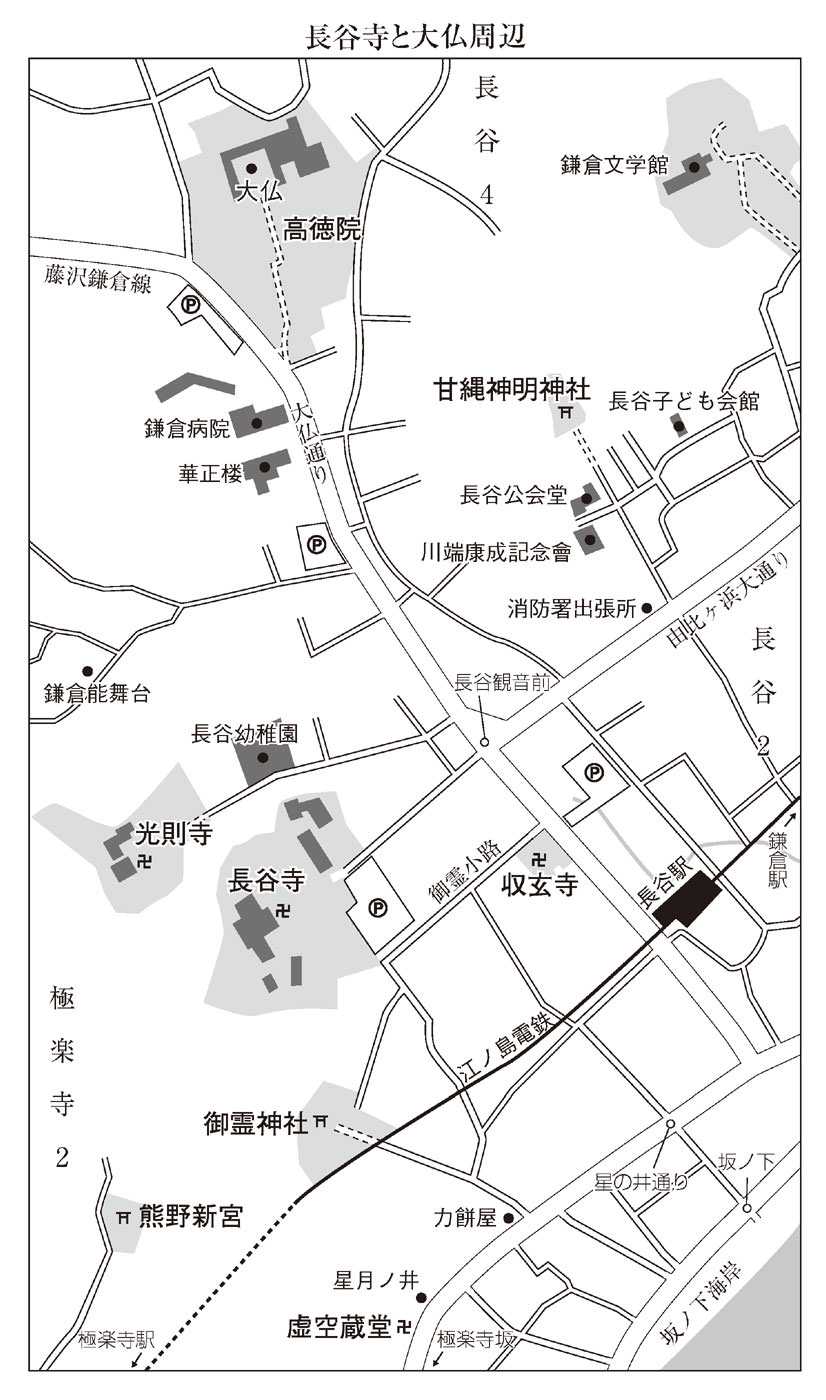 長谷寺と大仏周辺
長谷4
鎌倉文学館
大仏
高徳院
藤沢鎌倉線
Ⓟ
甘縄神明神社
長谷子ども会館
大仏通り
鎌倉病院
華正楼
長谷公会堂
Ⓟ
川端康成記念會
消防署出張所
由比ヶ浜大通り
長谷2
鎌倉能舞台
長谷観音前
長谷幼稚園
Ⓟ
光則寺
卍
鎌倉駅
御霊小路
卍
収玄寺
長谷駅
長谷寺
卍
Ⓟ
極楽寺2
江ノ島電鉄
御霊神社
星の井通り
坂ノ下
熊野新宮
力餅屋
星月ノ井
虚空蔵堂卍
坂ノ下海岸
極楽寺駅
極楽寺坂